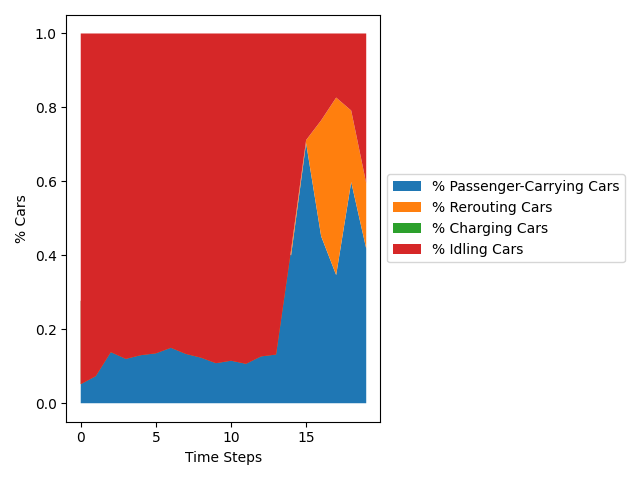 1.0
0.8
0.6
0.4
0.2
0.0
% Cars
0
5
10
15
Time Steps
% Passenger-Carrying Cars
% Rerouting Cars
% Charging Cars
% Idling Cars